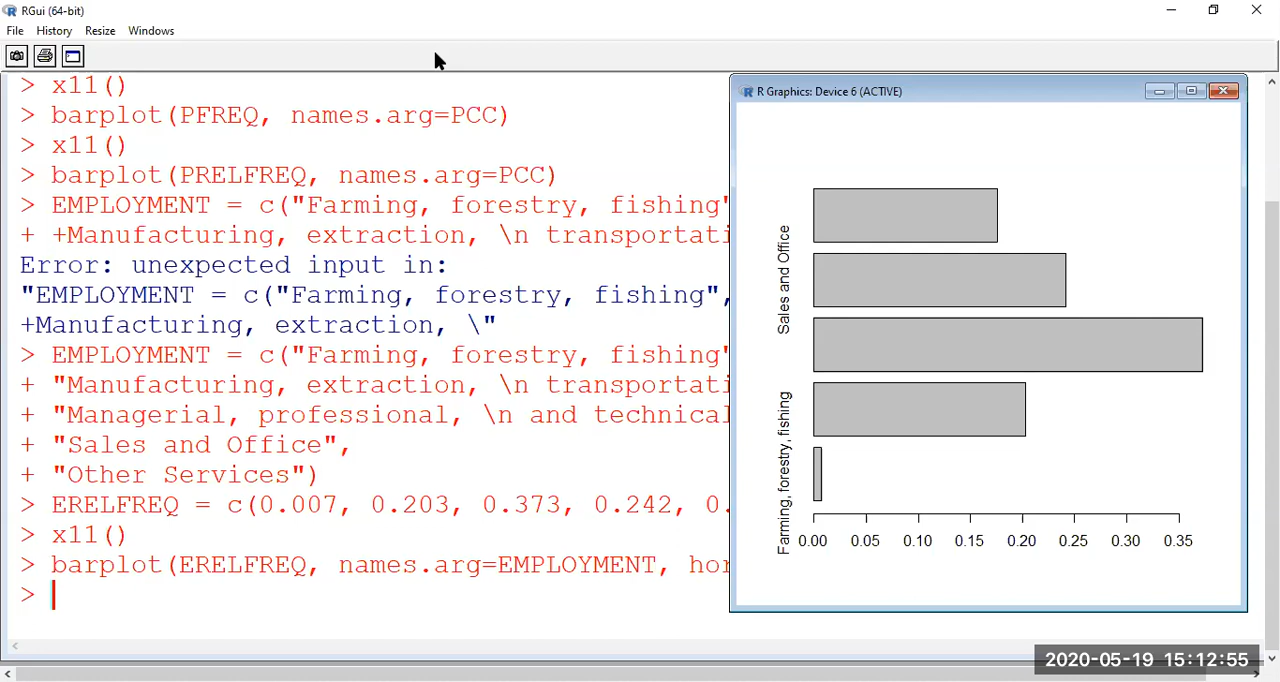 RGui (64-bit)
File History Resize Windows
> x11()
> barplot(PFREQ, names.arg=PCC)
> x11()
> barplot(PRELFREQ, names.arg=PCC)
> EMPLOYMENT = c("Farming, forestry, fishing"
+ +Manufacturing, extraction, \n transportati
Error: unexpected input in:
"EMPLOYMENT = c("Farming, forestry, fishing",
+Manufacturing, extraction, \"
> EMPLOYMENT = c("Farming, forestry, fishing"
+ "Manufacturing, extraction, \n transportati
+ "Managerial, professional, \n and technical
+ "Sales and Office",
+ "Other Services")
> ERELFREQ = c(0.007, 0.203, 0.373, 0.242, 0.
> x11()
> barplot(ERELFREQ, names.arg=EMPLOYMENT, hor
>
R Graphics: Device 6 (ACTIVE)
Sales and Office
Farming, forestry, fishing
0.00 0.05 0.10 0.15 0.20 0.25 0.30 0.35
2020-05-19 15:12:55